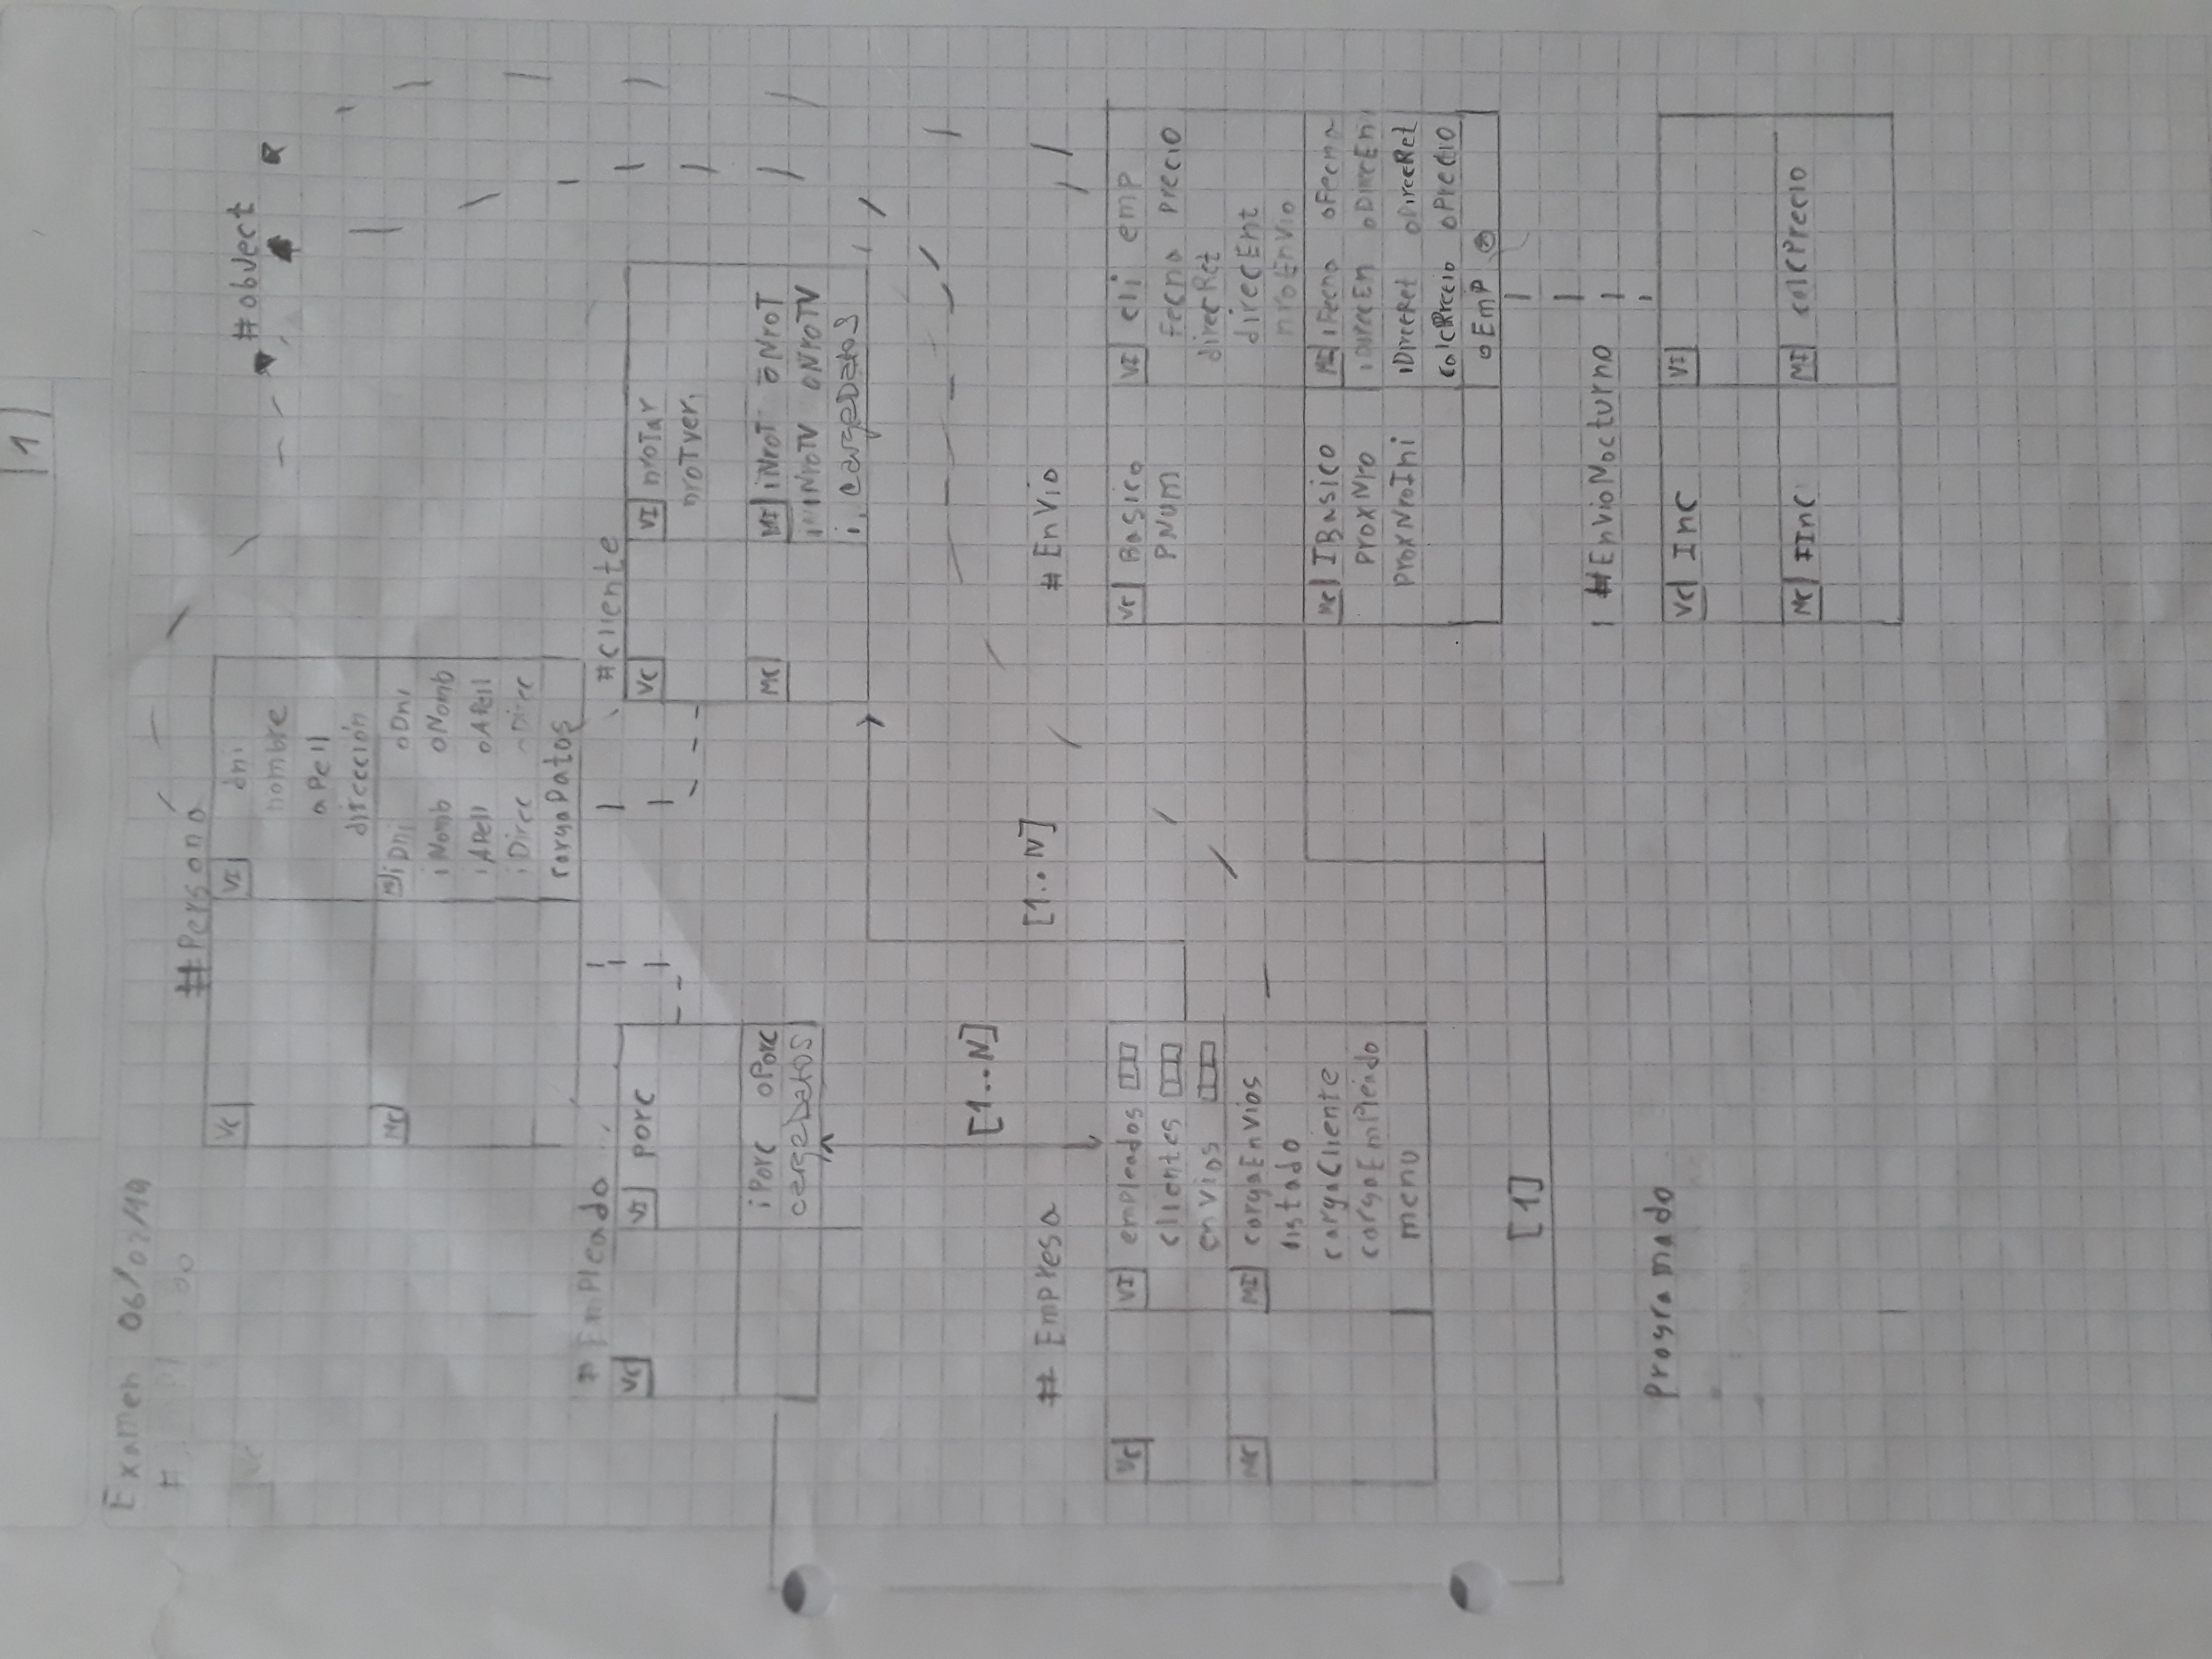 1
Examen 06/02/19
#Persona
VC VI dni
nombre
apell
dirección
MC MI iDni oDni
iNomb oNomb
iApell oApell
iDirec oDirec
cargaDatos
#object
#Empleado
VC VI porc
iPorc oPorc
cargaDatos
#Cliente
VC VI nroTar
nroTver.
MC MI iNroT oNroT
iNroTV oNroTV
i. cargaDatos
[1..N]
[1..N]
# Empresa
VC VI empleados
clientes
envios
MC MI cargaEnvios
listado
cargaCliente
cargaEmpleado
menu
# Envio
VC Basico VI cli emp
PNum Fecha precio
direcRet
direcEnt
nroEnvio
MC IBasico MI iFecha oFecha
proxNro iDirecEn oDirecEn
proxNroIni iDirecRet oDirecRet
calcPrecio oPrecio
oEmp
[1]
#EnvioNocturno
VC Inc VI
MC IInc MI calcPrecio
Programado